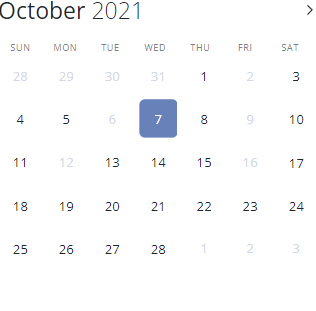 October 2021
SUN MON TUE WED THU FRI SAT
28 29 30 31 1 2 3
4 5 6 7 8 9 10
11 12 13 14 15 16 17
18 19 20 21 22 23 24
25 26 27 28 1 2 3